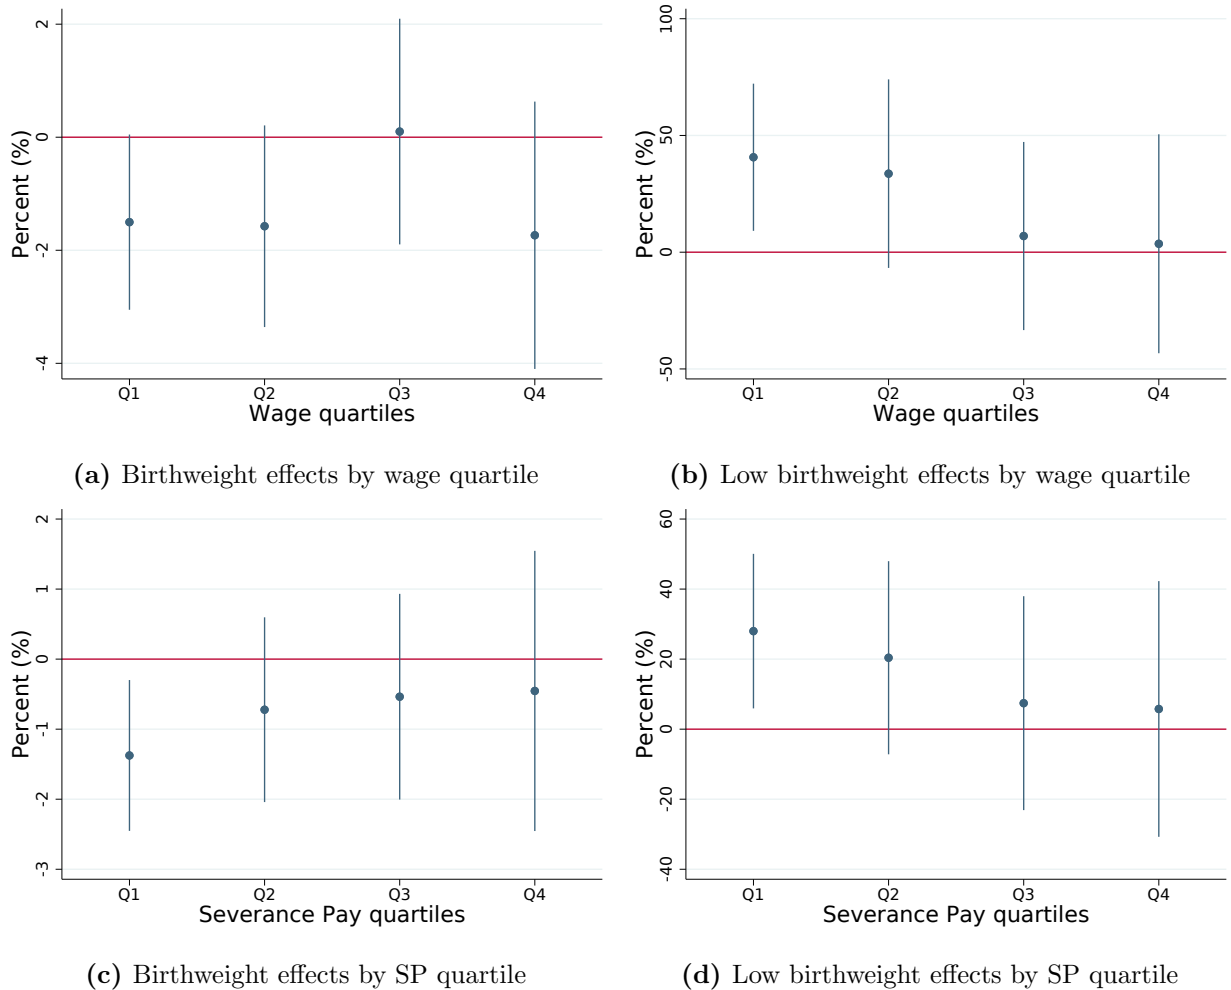 2
0
-2
-4
Percent (%)
Q1 Q2 Q3 Q4
Wage quartiles
(a) Birthweight effects by wage quartile
100
50
0
-50
Percent (%)
Q1 Q2 Q3 Q4
Wage quartiles
(b) Low birthweight effects by wage quartile
2
1
0
-1
-2
-3
Percent (%)
Q1 Q2 Q3 Q4
Severance Pay quartiles
(c) Birthweight effects by SP quartile
60
40
20
0
-20
-40
Percent (%)
Q1 Q2 Q3 Q4
Severance Pay quartiles
(d) Low birthweight effects by SP quartile